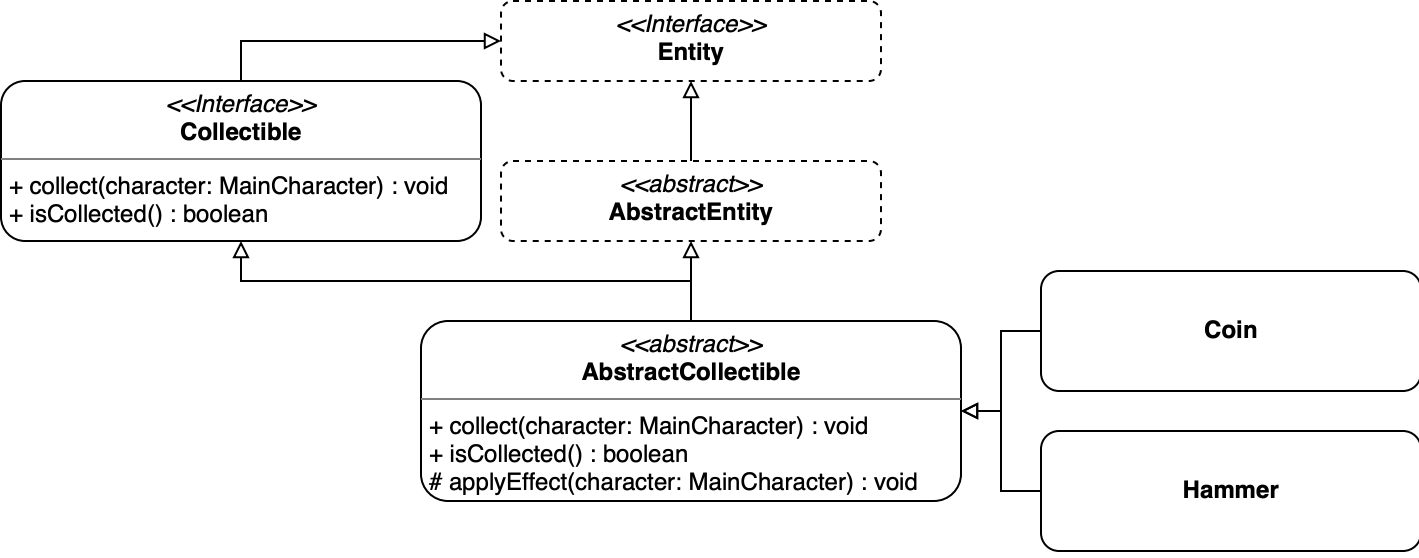 <<Interface>>
Entity
<<Interface>>
Collectible
+ collect(character: MainCharacter) : void
+ isCollected() : boolean
<<abstract>>
AbstractEntity
<<abstract>>
AbstractCollectible
+ collect(character: MainCharacter) : void
+ isCollected() : boolean
# applyEffect(character: MainCharacter) : void
Coin
Hammer